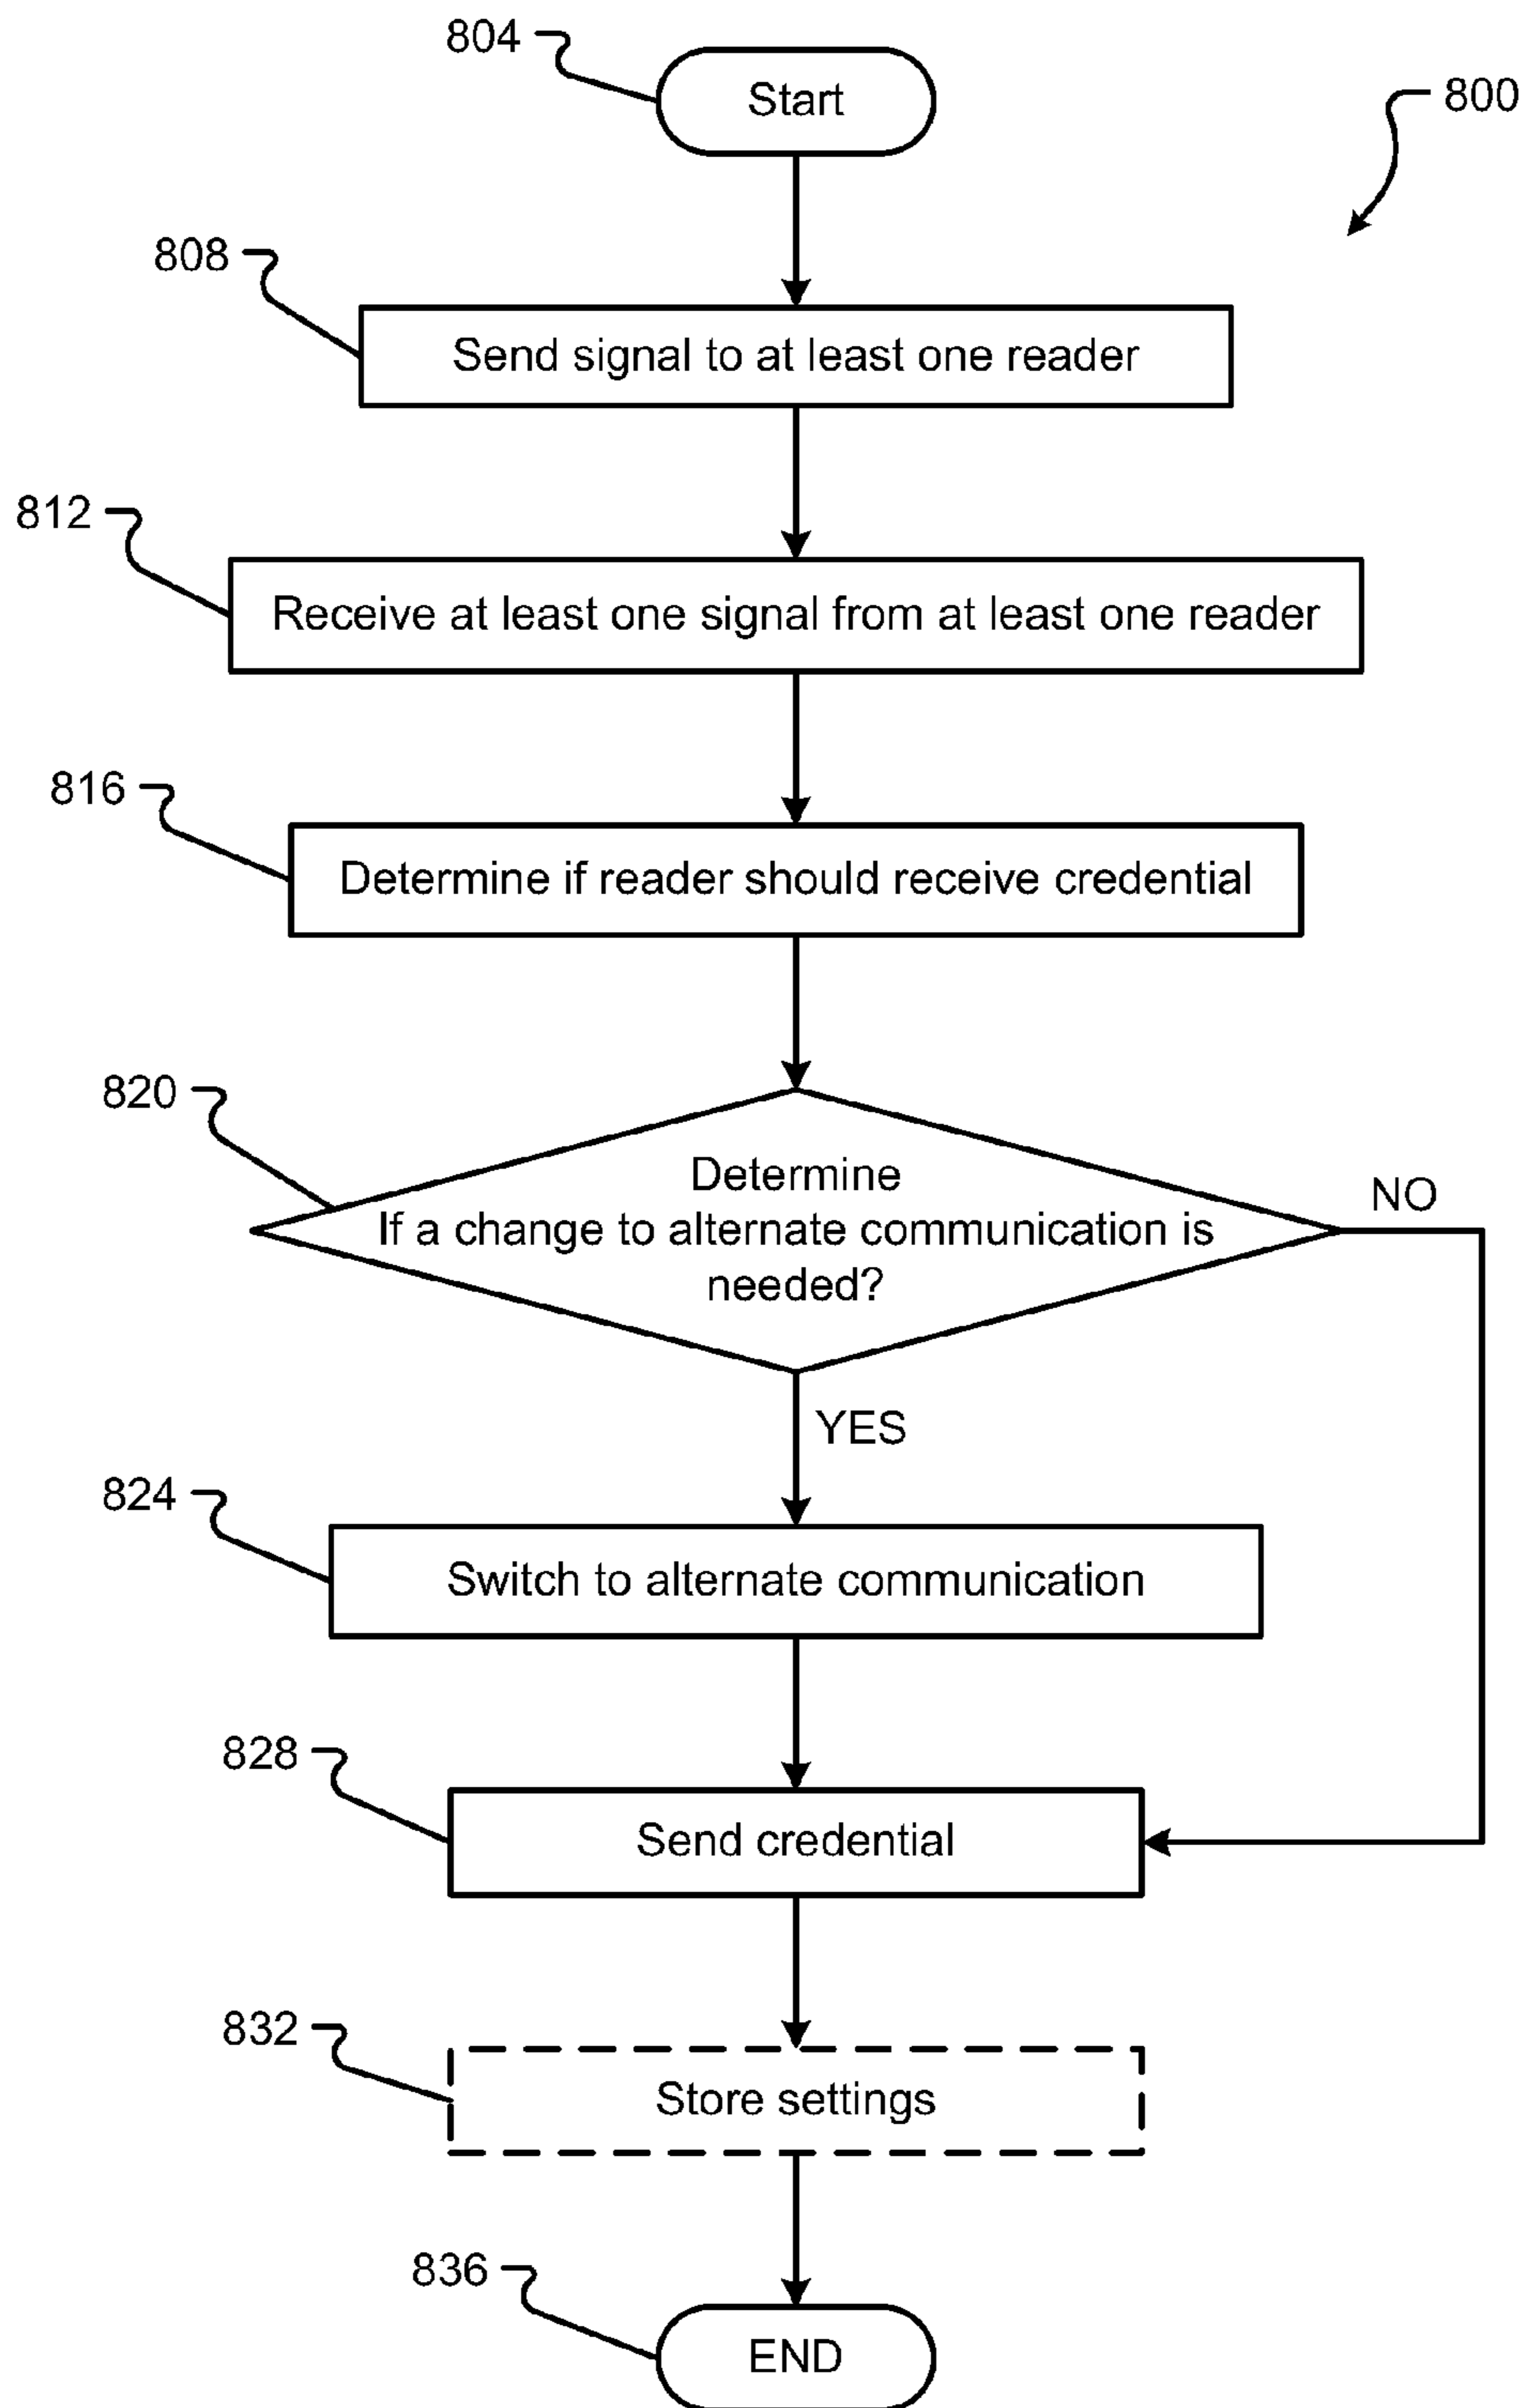 804
Start
800
808
Send signal to at least one reader
812
Receive at least one signal from at least one reader
816
Determine if reader should receive credential
820
Determine
If a change to alternate communication is
needed?
NO
YES
824
Switch to alternate communication
828
Send credential
832
Store settings
836
END